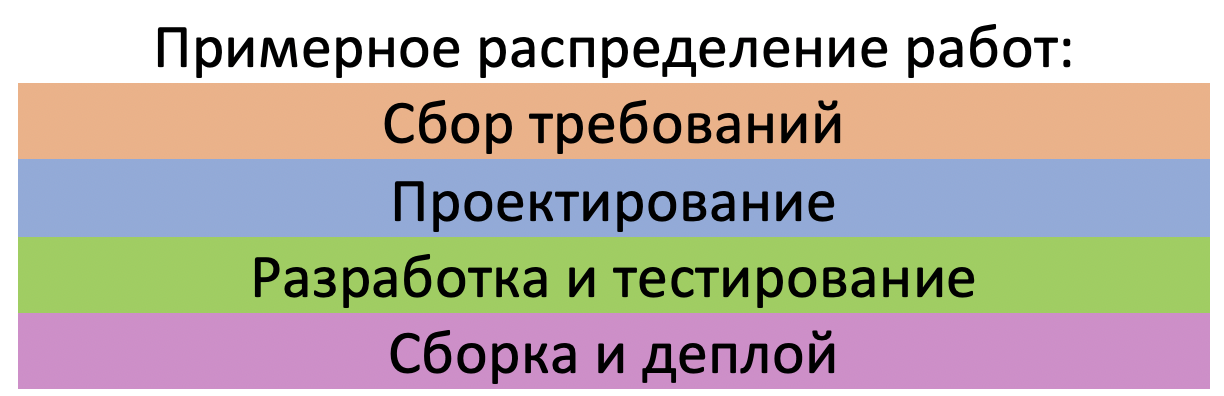 Примерное распределение работ:
Сбор требований
Проектирование
Разработка и тестирование
Сборка и деплой